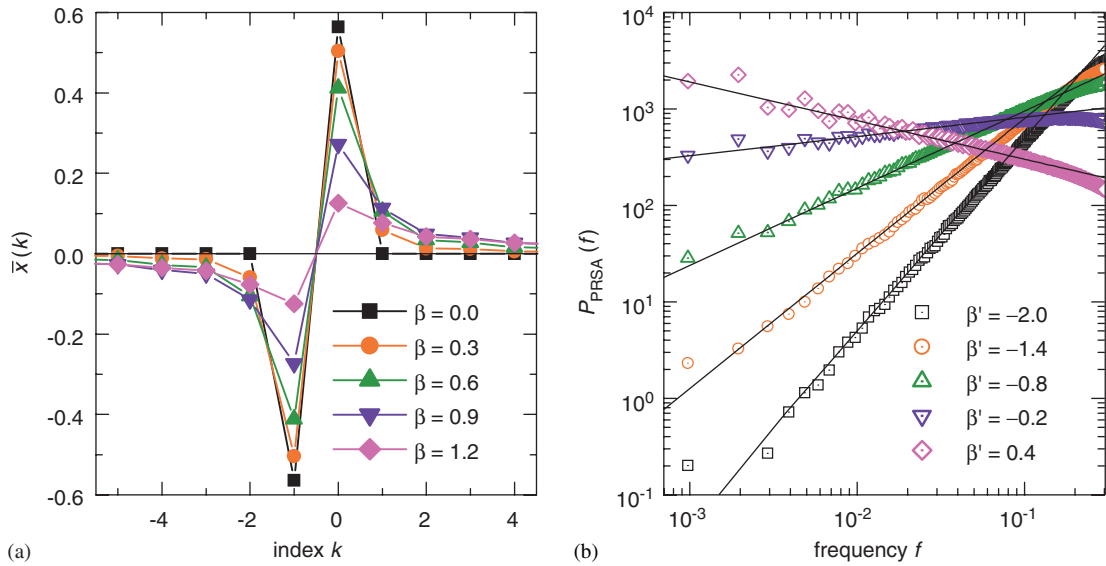 0.6
0.4
0.2
0.0
-0.2
-0.4
-0.6
x̄ (k)
-4
-2
0
2
4
index k
β = 0.0
β = 0.3
β = 0.6
β = 0.9
β = 1.2
(a)
10⁴
10³
10² 
10¹
10⁰
10⁻¹
P_PRSA (f)
10⁻³
10⁻²
10⁻¹
frequency f
β' = −2.0
β' = −1.4
β' = −0.8
β' = −0.2
β' = 0.4
(b)